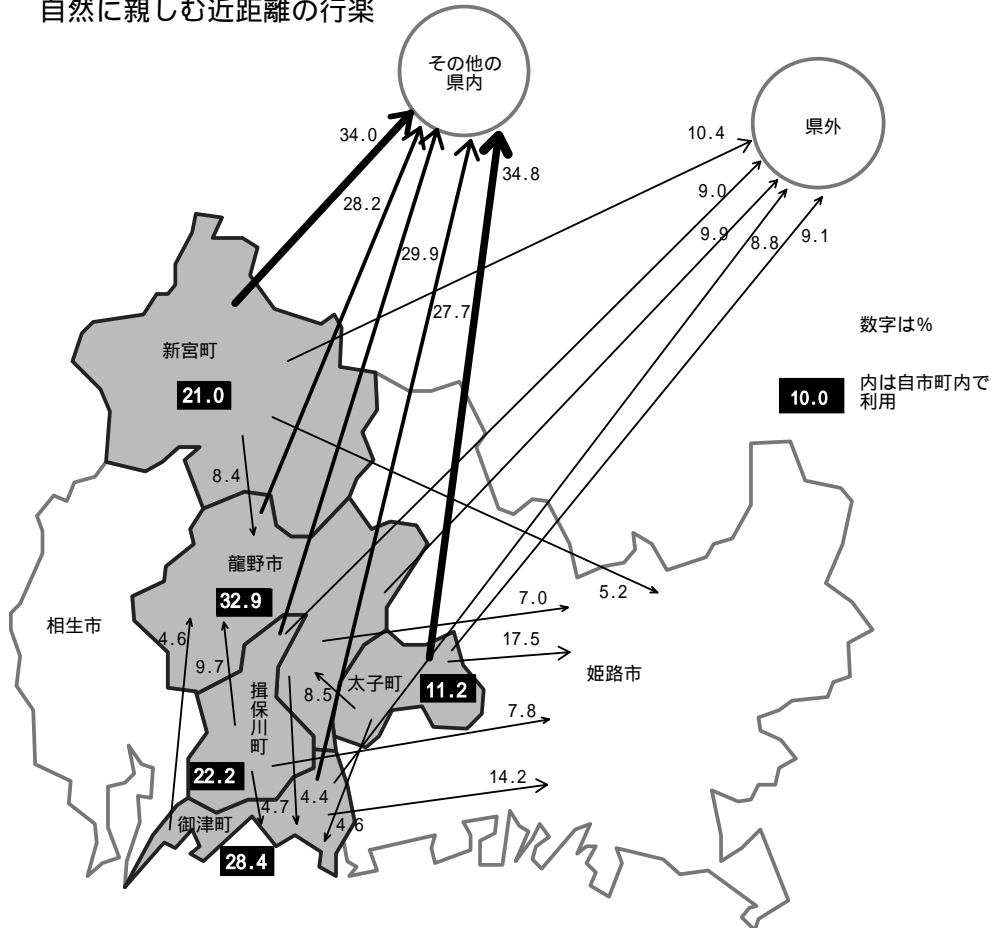 自然に親しむ近距離の行楽
その他の
県内
県外
34.0
10.4
34.8
9.0
28.2
9.9
8.8
9.1
29.9
27.7
数字は%
新宮町
21.0
10.0
内は自市町内で
利用
8.4
龍野市
32.9
5.2
7.0
相生市
4.6
9.7
17.5
姫路市
太子町
11.2
8.5
揖保川町
7.8
22.2
14.2
4.7
4.4
4.6
御津町
28.4